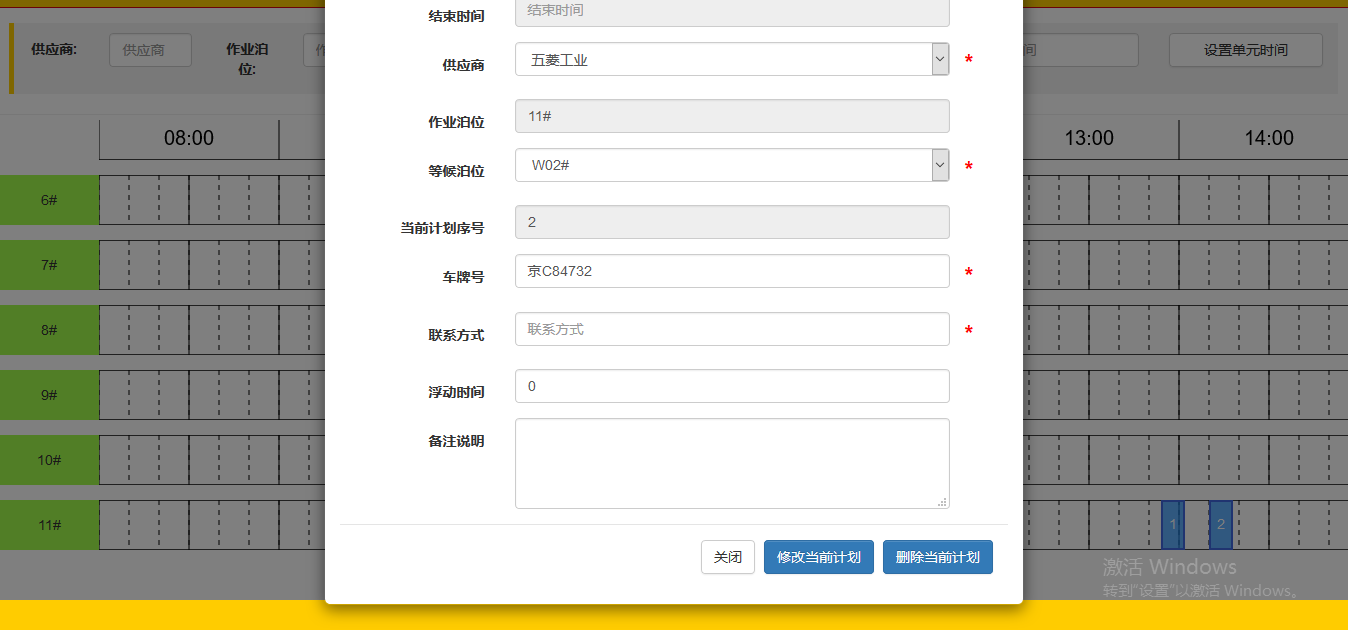 结束时间
结束时间
供应商:
供应商
作业泊
位:
作
间
设置单元时间
供应商
五菱工业
*
08:00
13:00
14:00
作业泊位
11#
等候泊位
W02#
*
6#
当前计划序号
2
7#
车牌号
京C84732
*
8#
联系方式
联系方式
*
9#
浮动时间
0
10#
备注说明
11#
1
2
关闭
修改当前计划
删除当前计划
激活 Windows
转到"设置"以激活 Windows。